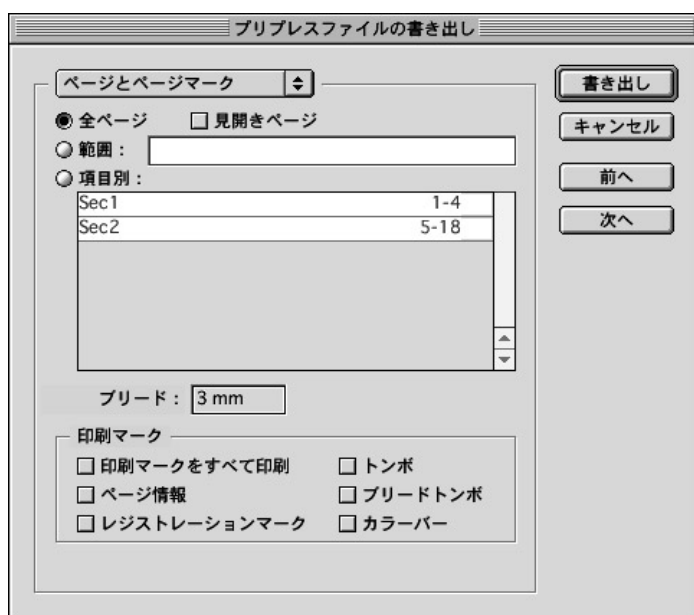 プリプレスファイルの書き出し
ページとページマーク
書き出し
全ページ 見開きページ
キャンセル
範囲：
項目別：
前へ
Sec1 1-4
次へ
Sec2 5-18
ブリード： 3 mm
印刷マーク
印刷マークをすべて印刷 トンボ
ページ情報 ブリードトンボ
レジストレーションマーク カラーバー